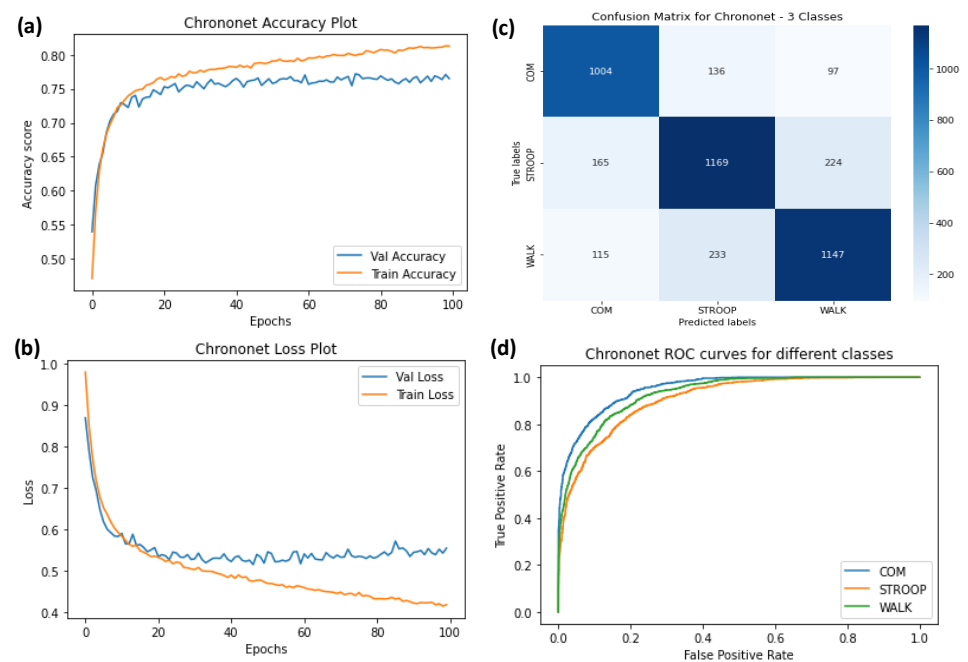 (a)
Chrononet Accuracy Plot
Accuracy score
0.80
0.75
0.70
0.65
0.60
0.55
0.50
Val Accuracy
Train Accuracy
0 20 40 60 80 100
Epochs
(b)
Chrononet Loss Plot
Loss
1.0
0.9
0.8
0.7
0.6
0.5
0.4
Val Loss
Train Loss
0 20 40 60 80 100
Epochs
(c)
Confusion Matrix for Chrononet - 3 Classes
True labels
COM
STROOP
WALK
1004 136 97
165 1169 224
115 233 1147
COM STROOP WALK
Predicted labels
1000
800
600
400
200
(d)
Chrononet ROC curves for different classes
True Positive Rate
1.0
0.8
0.6
0.4
0.2
0.0
COM
STROOP
WALK
0.0 0.2 0.4 0.6 0.8 1.0
False Positive Rate